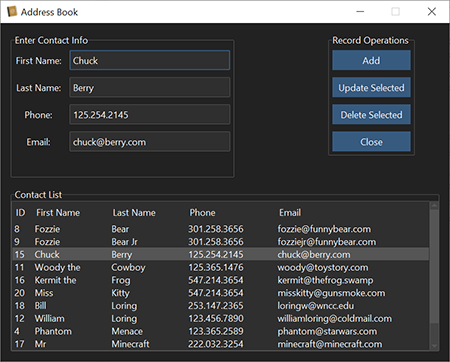 Address Book
Enter Contact Info
First Name: Chuck
Last Name: Berry
Phone: 125.254.2145
Email: chuck@berry.com
Record Operations
Add
Update Selected
Delete Selected
Close
Contact List
ID First Name Last Name Phone Email
8 Fozzie Bear 301.258.3656 fozzie@funnybear.com
9 Fozzie Bear Jr 301.258.3656 fozziejr@funnybear.com
15 Chuck Berry 125.254.2145 chuck@berry.com
11 Woody the Cowboy 125.365.1476 woody@toystory.com
16 Kermit the Frog 547.214.3654 kermit@thefrog.swamp
20 Miss Kitty 547.214.3654 misskitty@gunsmoke.com
18 Bill Loring 253.147.2365 loringw@wncc.edu
12 William Loring 123.456.7890 williamloring@coldmail.com
4 Phantom Menace 123.365.2589 phantom@starwars.com
17 Mr Minecraft 222.032.3254 minecraft@minecraft.com